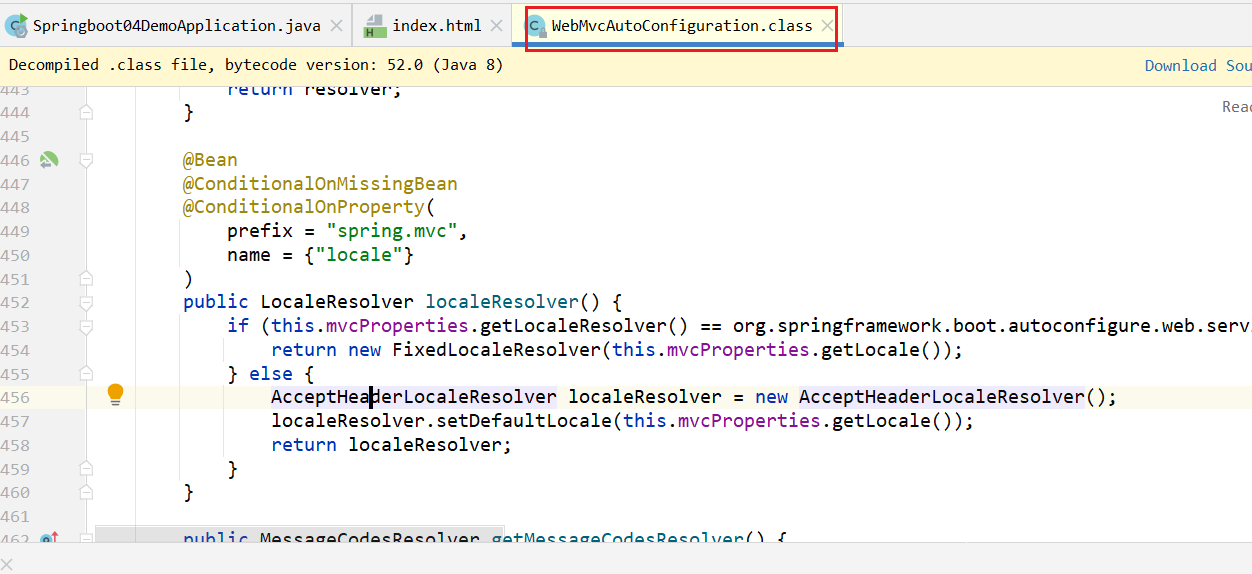 Springboot04DemoApplication.java index.html WebMvcAutoConfiguration.class
Decompiled .class file, bytecode version: 52.0 (Java 8) Download Sou
443 return resolver;
Read
444 }
445
446 @Bean
447 @ConditionalOnMissingBean
448 @ConditionalOnProperty(
449 prefix = "spring.mvc",
450 name = {"locale"}
451 )
452 public LocaleResolver localeResolver() {
453 if (this.mvcProperties.getLocaleResolver() == org.springframework.boot.autoconfigure.web.servi
454 return new FixedLocaleResolver(this.mvcProperties.getLocale());
455 } else {
456 AcceptHeaderLocaleResolver localeResolver = new AcceptHeaderLocaleResolver();
457 localeResolver.setDefaultLocale(this.mvcProperties.getLocale());
458 return localeResolver;
459 }
460 }
461
462 public MessageCodesResolver getMessageCodesResolver() {